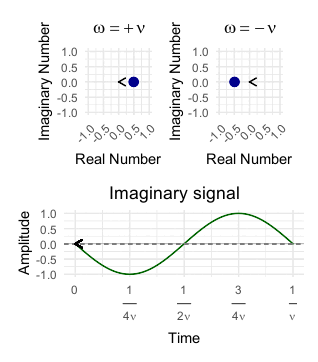 ω = +ν
ω = −ν
Imaginary Number
1.0
0.5
0.0
-0.5
-1.0
-1.0
-0.5
0.0
0.5
1.0
Real Number
Imaginary Number
1.0
0.5
0.0
-0.5
-1.0
-1.0
-0.5
0.0
0.5
1.0
Real Number
Imaginary signal
Amplitude
1.0
0.5
0.0
-0.5
-1.0
0
1/4ν
1/2ν
3/4ν
1/ν
Time